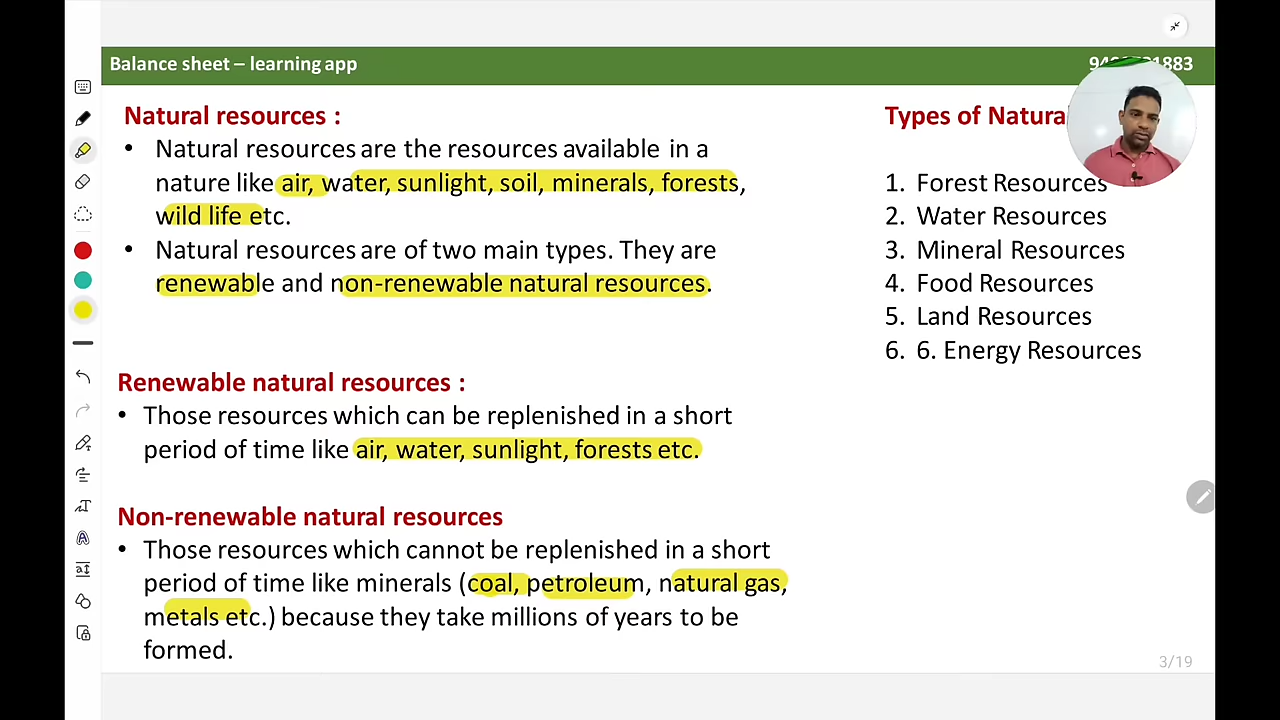 Balance sheet – learning app
Natural resources :
• Natural resources are the resources available in a
nature like air, water, sunlight, soil, minerals, forests,
wild life etc.
• Natural resources are of two main types. They are
renewable and non-renewable natural resources.
Renewable natural resources :
• Those resources which can be replenished in a short
period of time like air, water, sunlight, forests etc.
Non-renewable natural resources
• Those resources which cannot be replenished in a short
period of time like minerals (coal, petroleum, natural gas,
metals etc.) because they take millions of years to be
formed.
Types of
1. Forest Resources
2. Water Resources
3. Mineral Resources
4. Food Resources
5. Land Resources
6. 6. Energy Resources
3/19